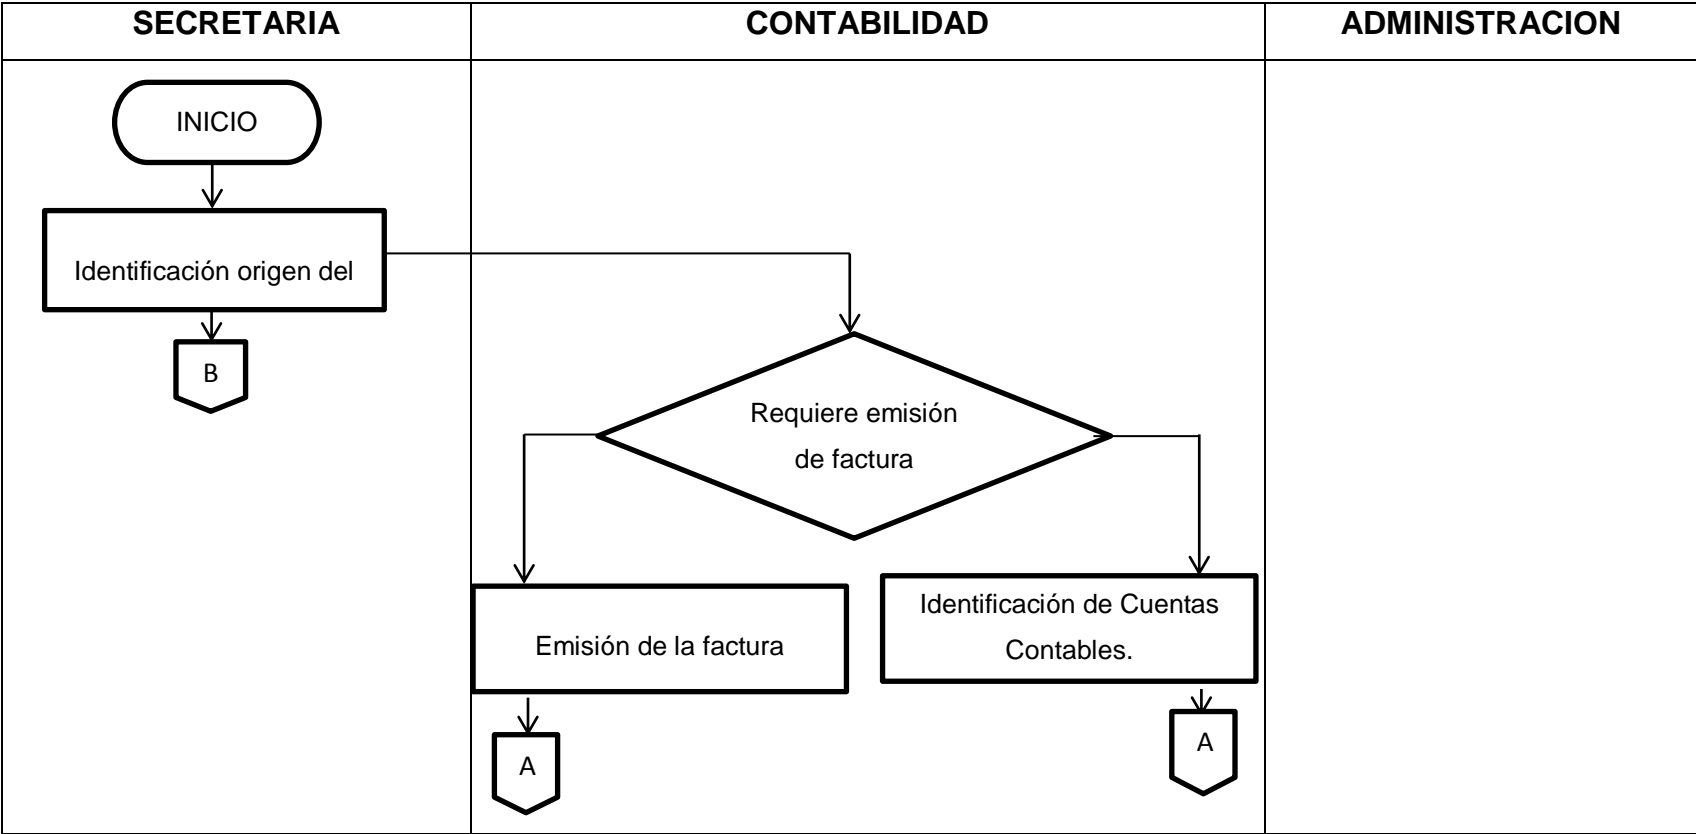 SECRETARIA
CONTABILIDAD
ADMINISTRACION
INICIO
Identificación origen del
B
Requiere emisión
de factura
Emisión de la factura
Identificación de Cuentas
Contables.
A
A